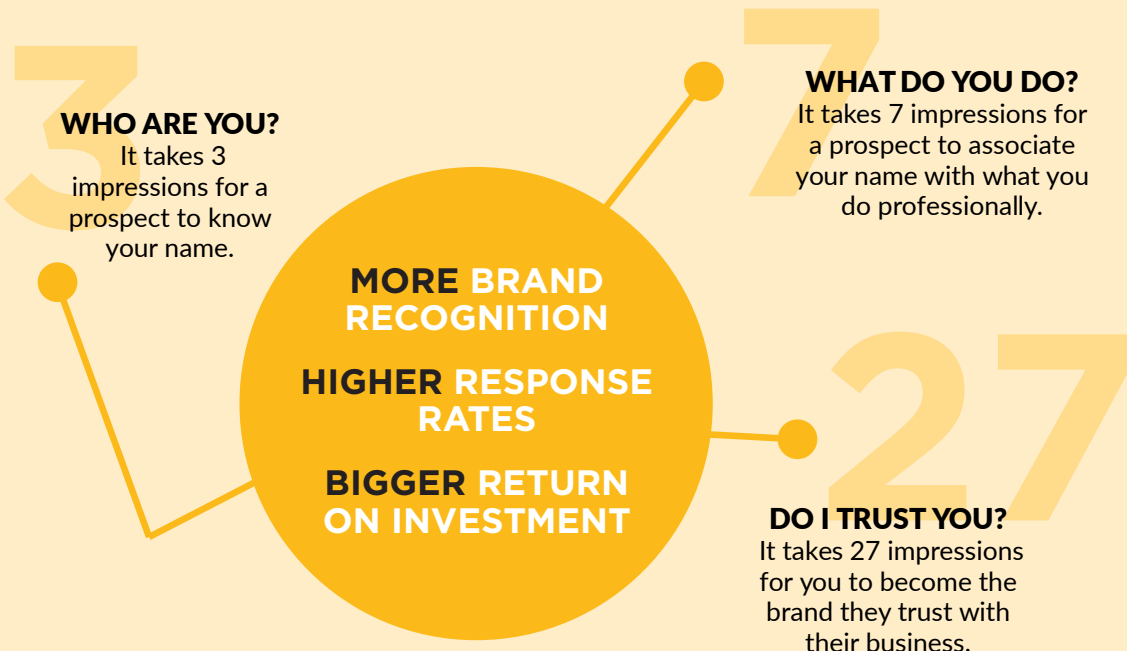 3
WHO ARE YOU?
It takes 3
impressions for a
prospect to know
your name.
7
WHAT DO YOU DO?
It takes 7 impressions for
a prospect to associate
your name with what you
do professionally.
MORE BRAND
RECOGNITION
HIGHER RESPONSE
RATES
BIGGER RETURN
ON INVESTMENT
27
DO I TRUST YOU?
It takes 27 impressions
for you to become the
brand they trust with
their business.